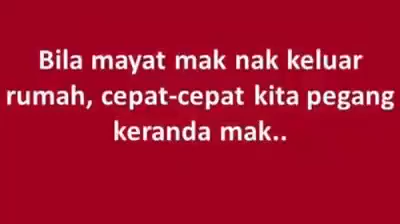 Bila mayat mak nak keluar
rumah, cepat-cepat kita pegang
keranda mak..